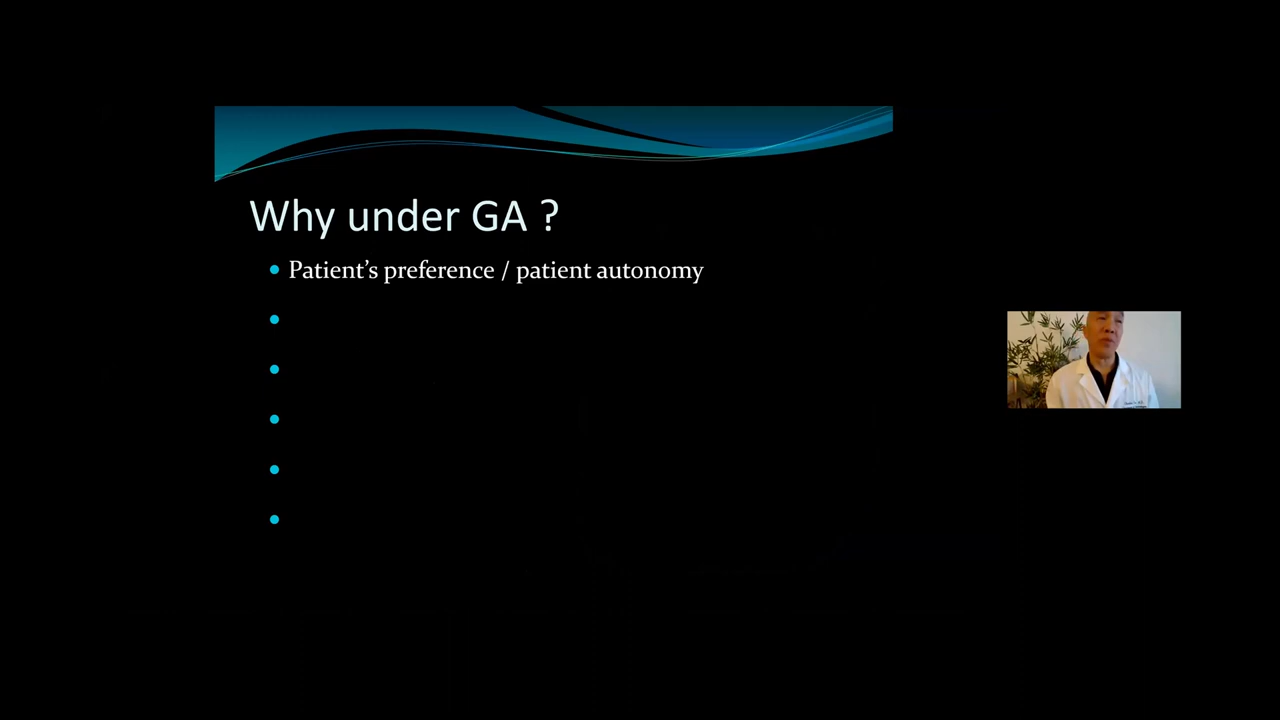 Why under GA ?
Patient’s preference / patient autonomy